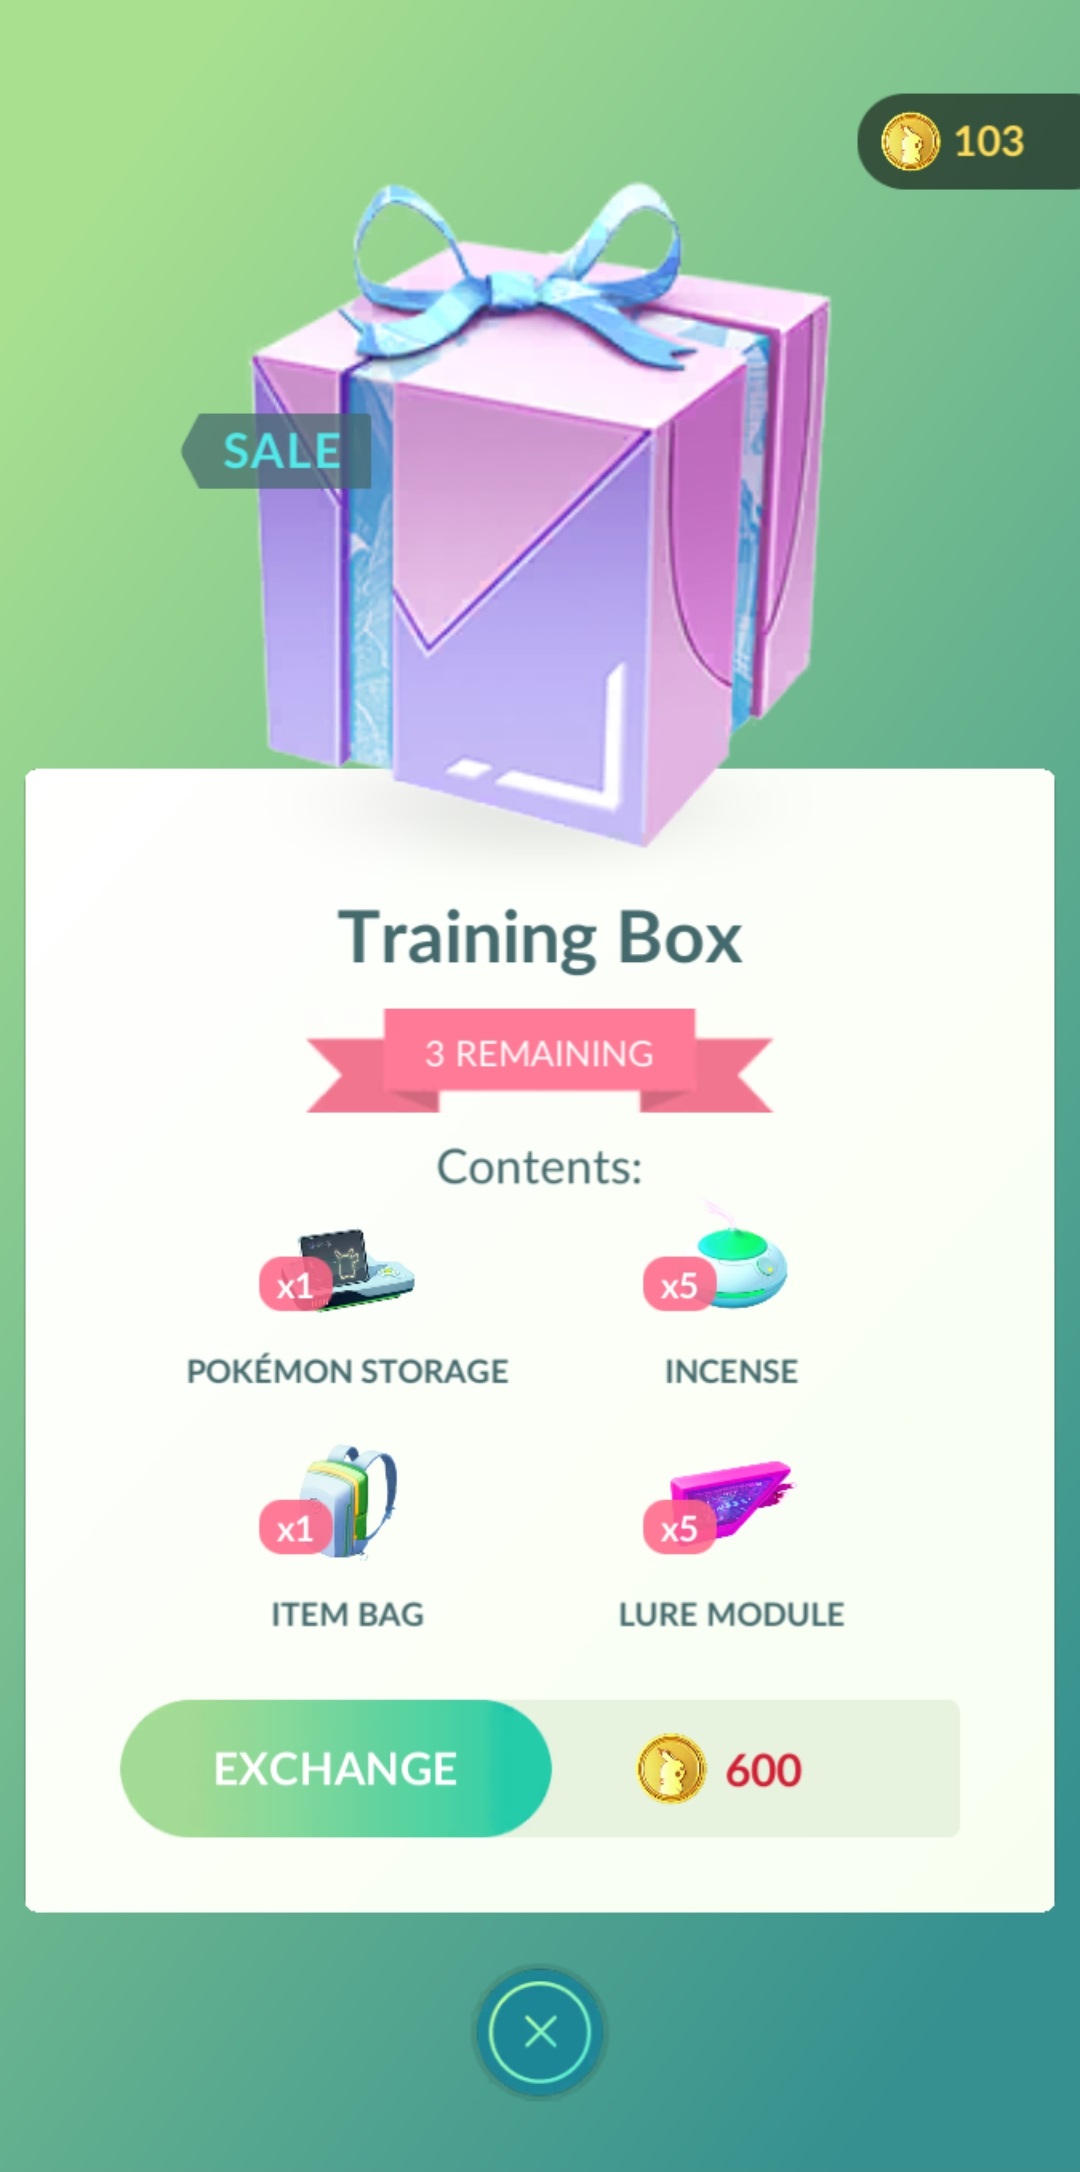 103
SALE
Training Box
3 REMAINING
Contents:
x1
x5
POKÉMON STORAGE
INCENSE
x1
x5
ITEM BAG
LURE MODULE
EXCHANGE
600